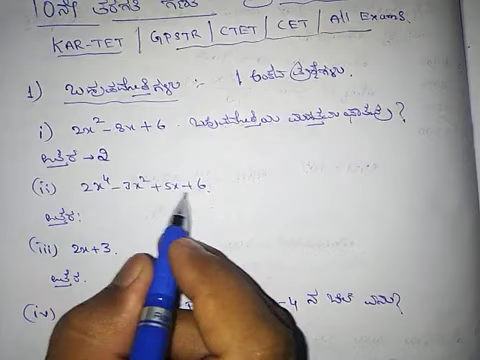 10ನೇ ತರಗತಿ ಗಣಿತ
KAR-TET | GPSTR | CTET | CET | All Exams.
1) ಬಹುಪದೋಕ್ತಿಗಳು :- 1 ಅಂಕದ ಪ್ರಶ್ನೆಗಳು.
i) 2x² - 8x + 6. ಬಹುಪದೋಕ್ತಿಯ ಮಹತ್ತಮ ಘಾತ ?
ಉತ್ತರ → 2
(ii) 2x⁴ - 3x² + 5x + 6.
ಉತ್ತರ:
(iii) 2x + 3.
ಉತ್ತರ.
(iv) -4 ನ ಬೆಲೆ ಏನು?